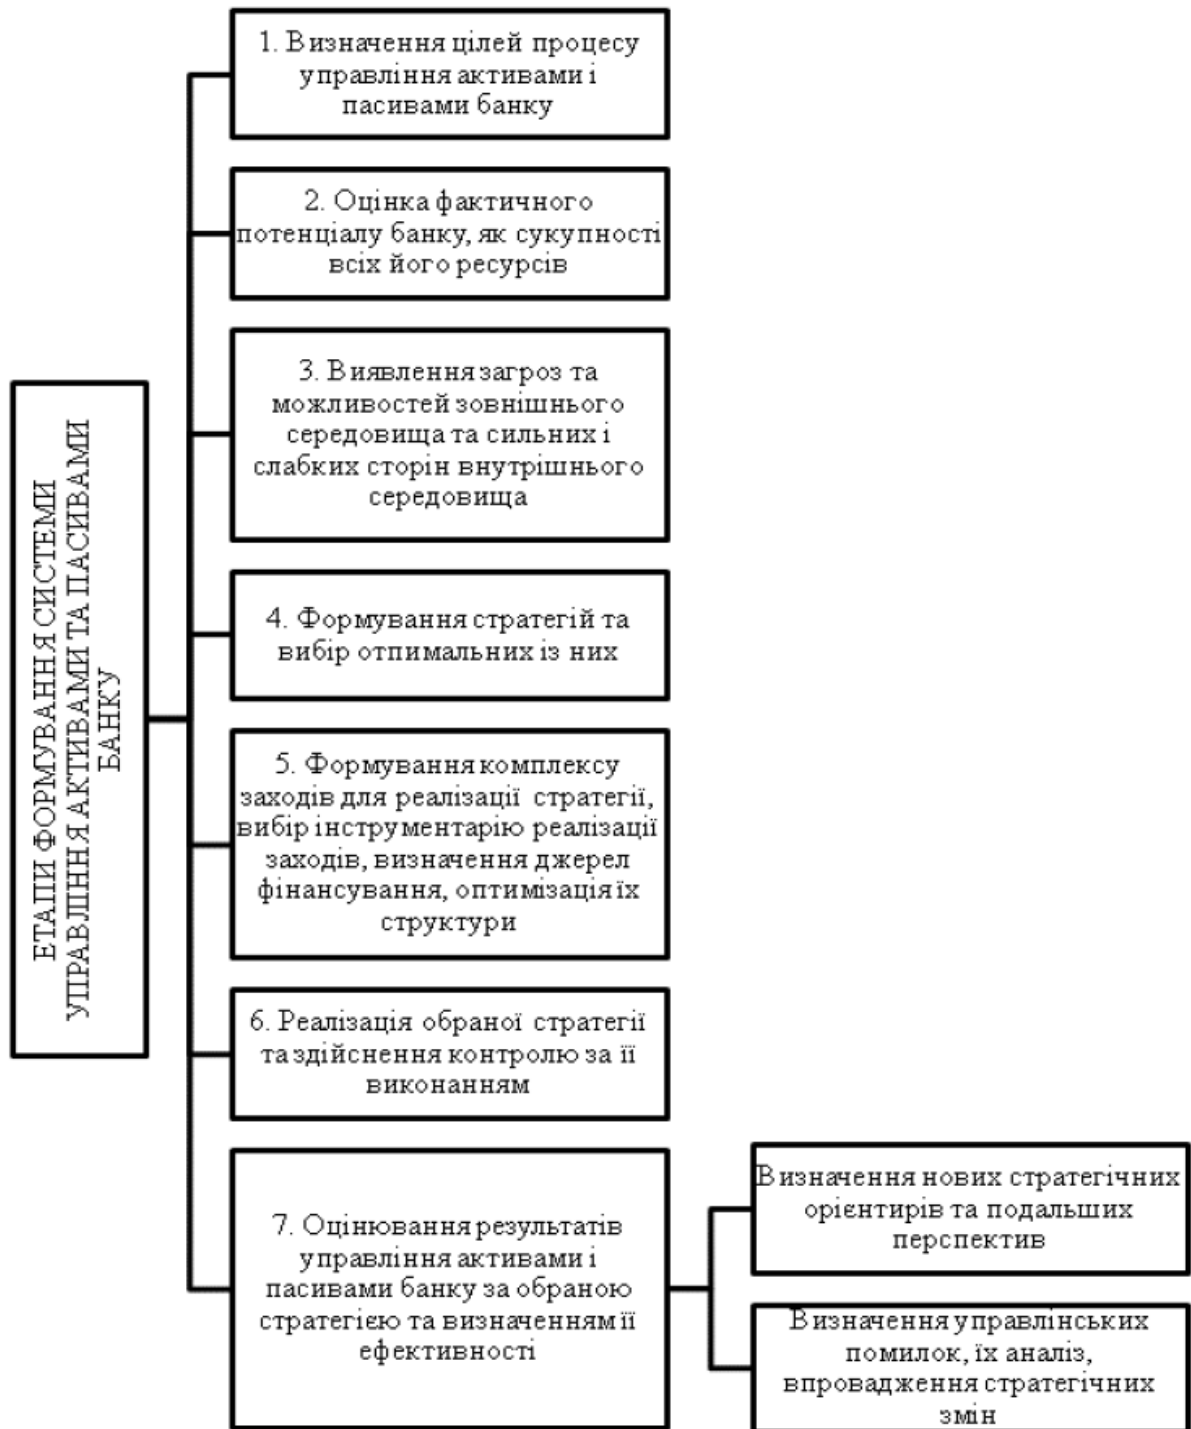 ЕТАПИ ФОРМУВАННЯ СИСТЕМИ
УПРАВЛІННЯ АКТИВАМИ ТА ПАСИВАМИ
БАНКУ
1. Визначення цілей процесу
управління активами і
пасивами банку
2. Оцінка фактичного
потенціалу банку, як сукупності
всіх його ресурсів
3. Виявлення загроз та
можливостей зовнішнього
середовища та сильних і
слабких сторін внутрішнього
середовища
4. Формування стратегій та
вибір отпимальних із них
5. Формування комплексу
заходів для реалізації стратегії,
вибір інструментарію реалізації
заходів, визначення джерел
фінансування, оптимізація їх
структури
6. Реалізація обраної стратегії
та здійснення контролю за її
виконанням
7. Оцінювання результатів
управління активами і
пасивами банку за обраною
стратегією та визначенням її
ефективності
Визначення нових стратегічних
орієнтирів та подальших
перспектив
Визначення управлінських
помилок, їх аналіз,
впровадження стратегічних
змін